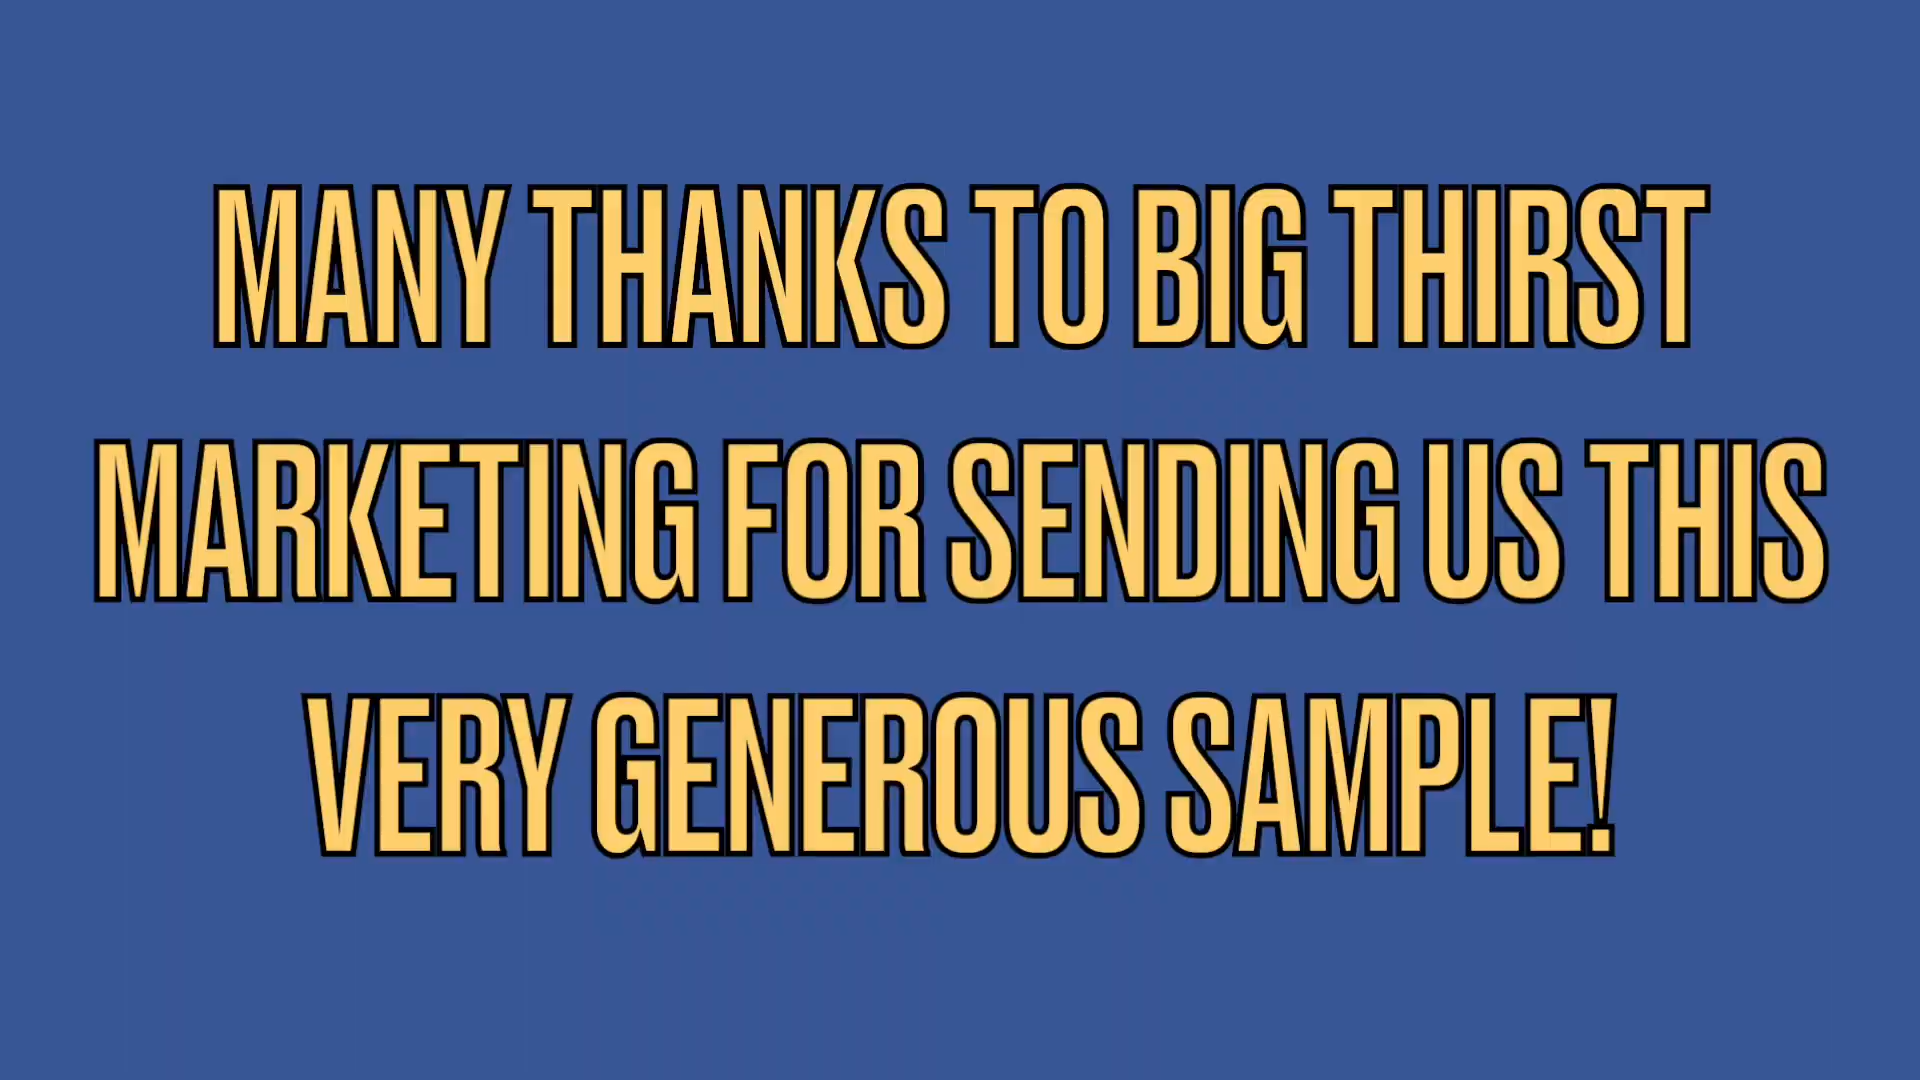 MANY THANKS TO BIG THIRST
MARKETING FOR SENDING US THIS
VERY GENEROUS SAMPLE!